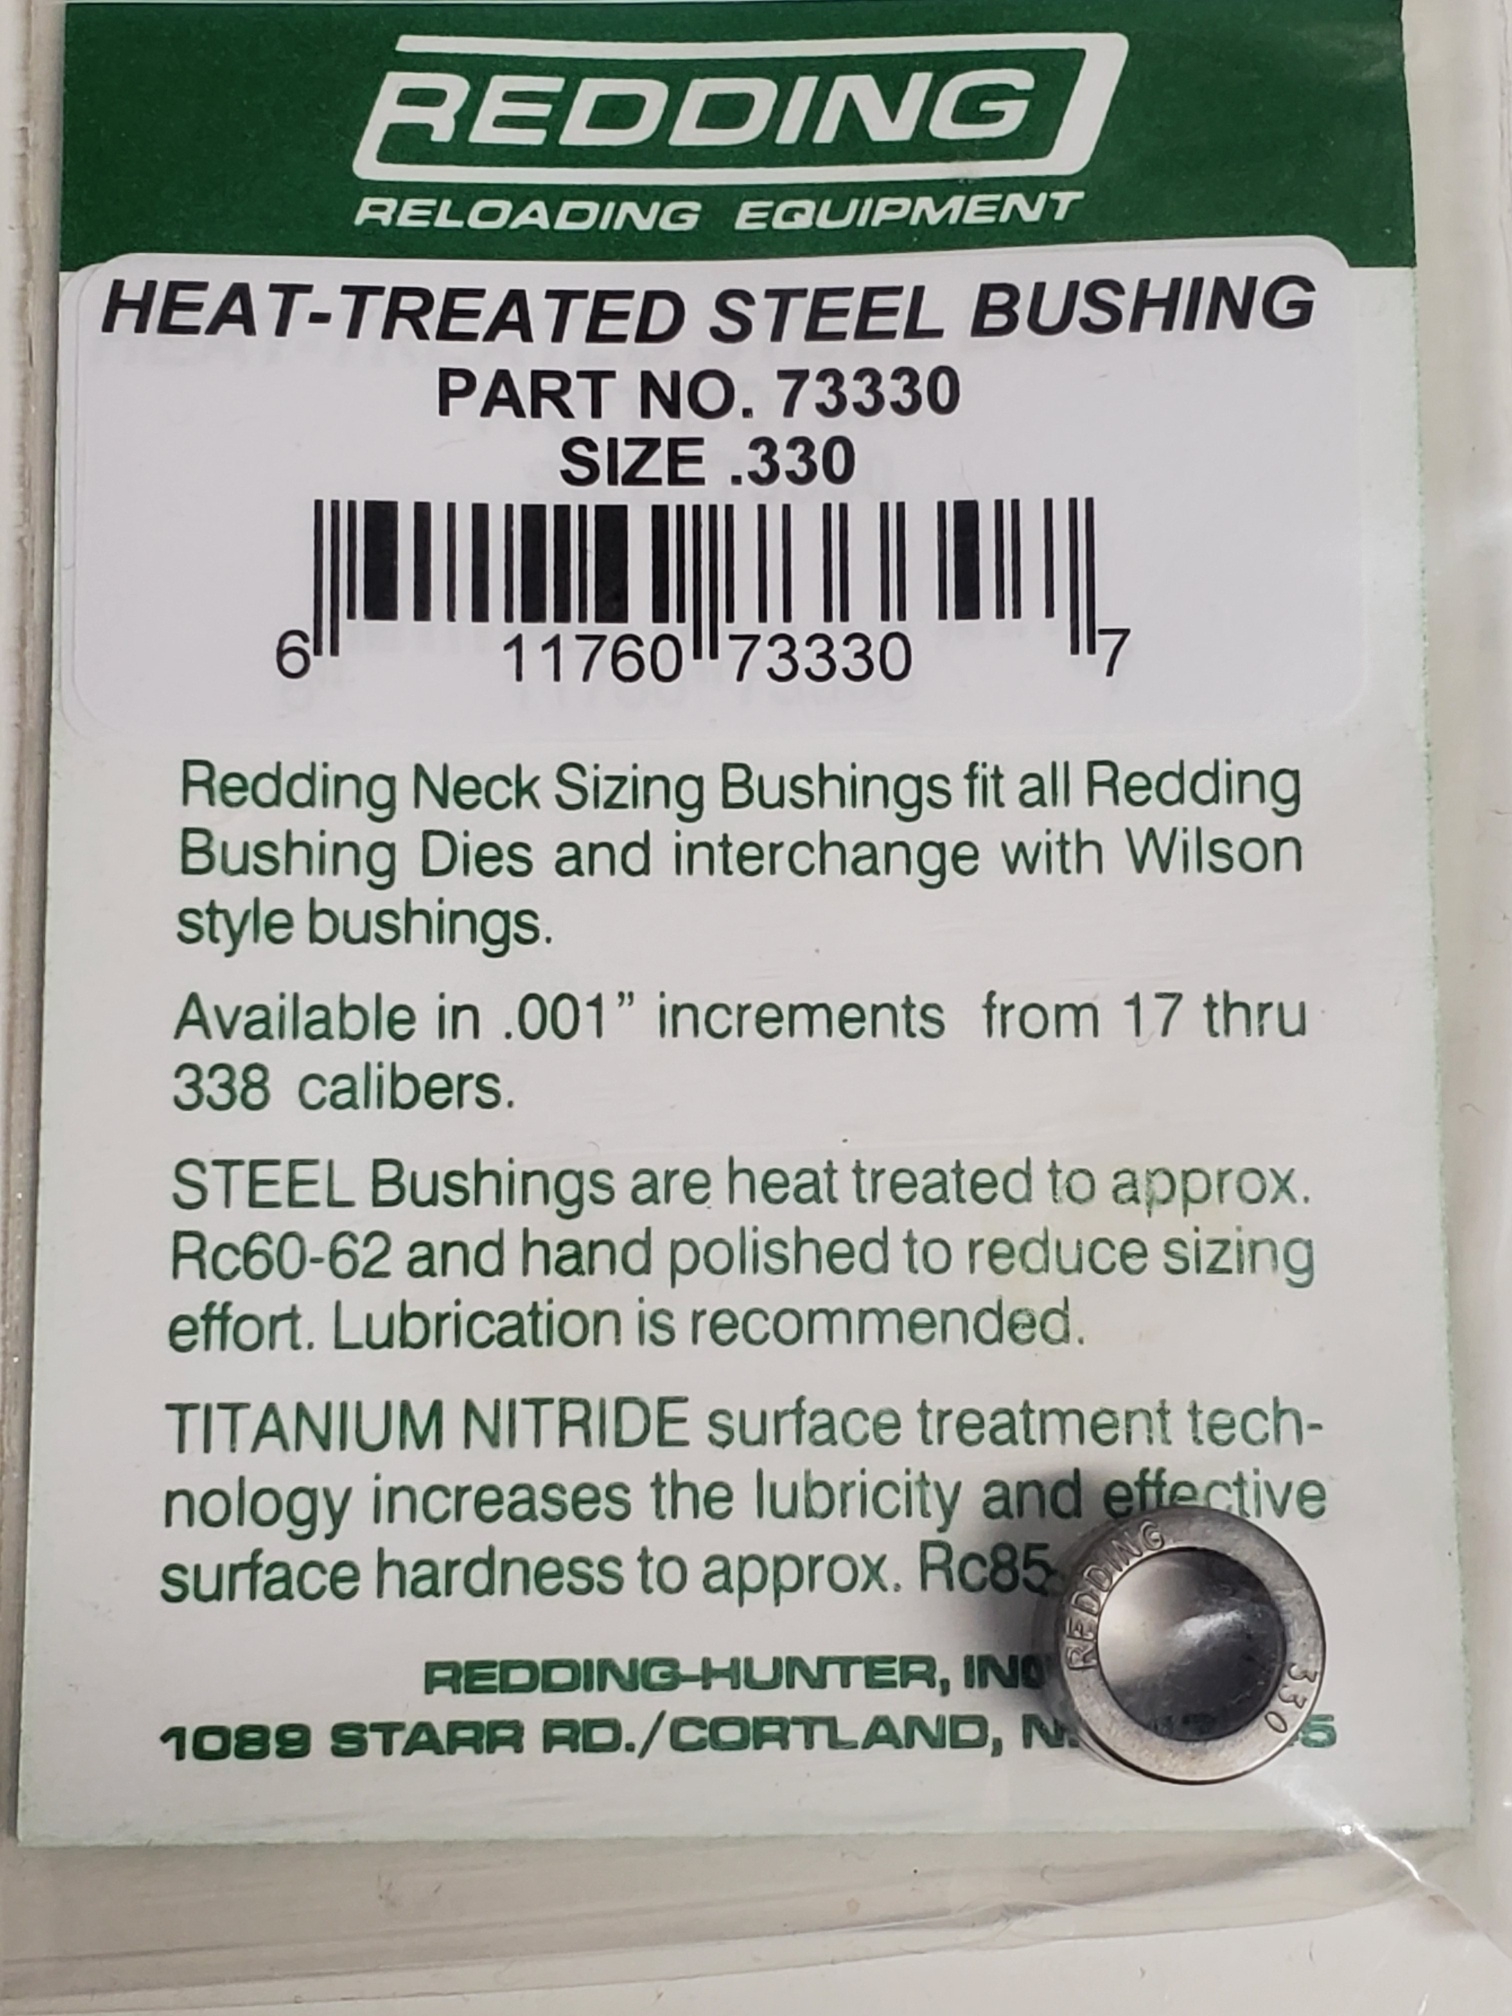 REDDING
RELOADING EQUIPMENT
HEAT-TREATED STEEL BUSHING
PART NO. 73330
SIZE .330
6 11760 73330 7
Redding Neck Sizing Bushings fit all Redding
Bushing Dies and interchange with Wilson
style bushings.
Available in .001” increments from 17 thru
338 calibers.
STEEL Bushings are heat treated to approx.
Rc60-62 and hand polished to reduce sizing
effort. Lubrication is recommended.
TITANIUM NITRIDE surface treatment tech-
nology increases the lubricity and effective
surface hardness to approx. Rc85
REDDING-HUNTER,
1089 STARR RD./CORTLAND,
REDDING
330